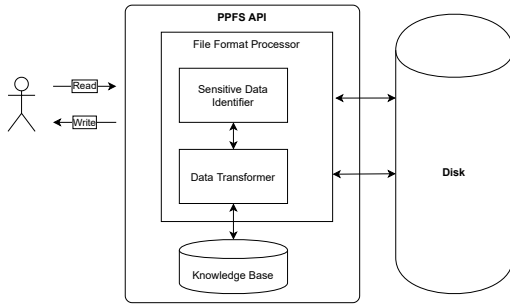 PPFS API
File Format Processor
Read
Sensitive Data
Identifier
Write
Data Transformer
Disk
Knowledge Base